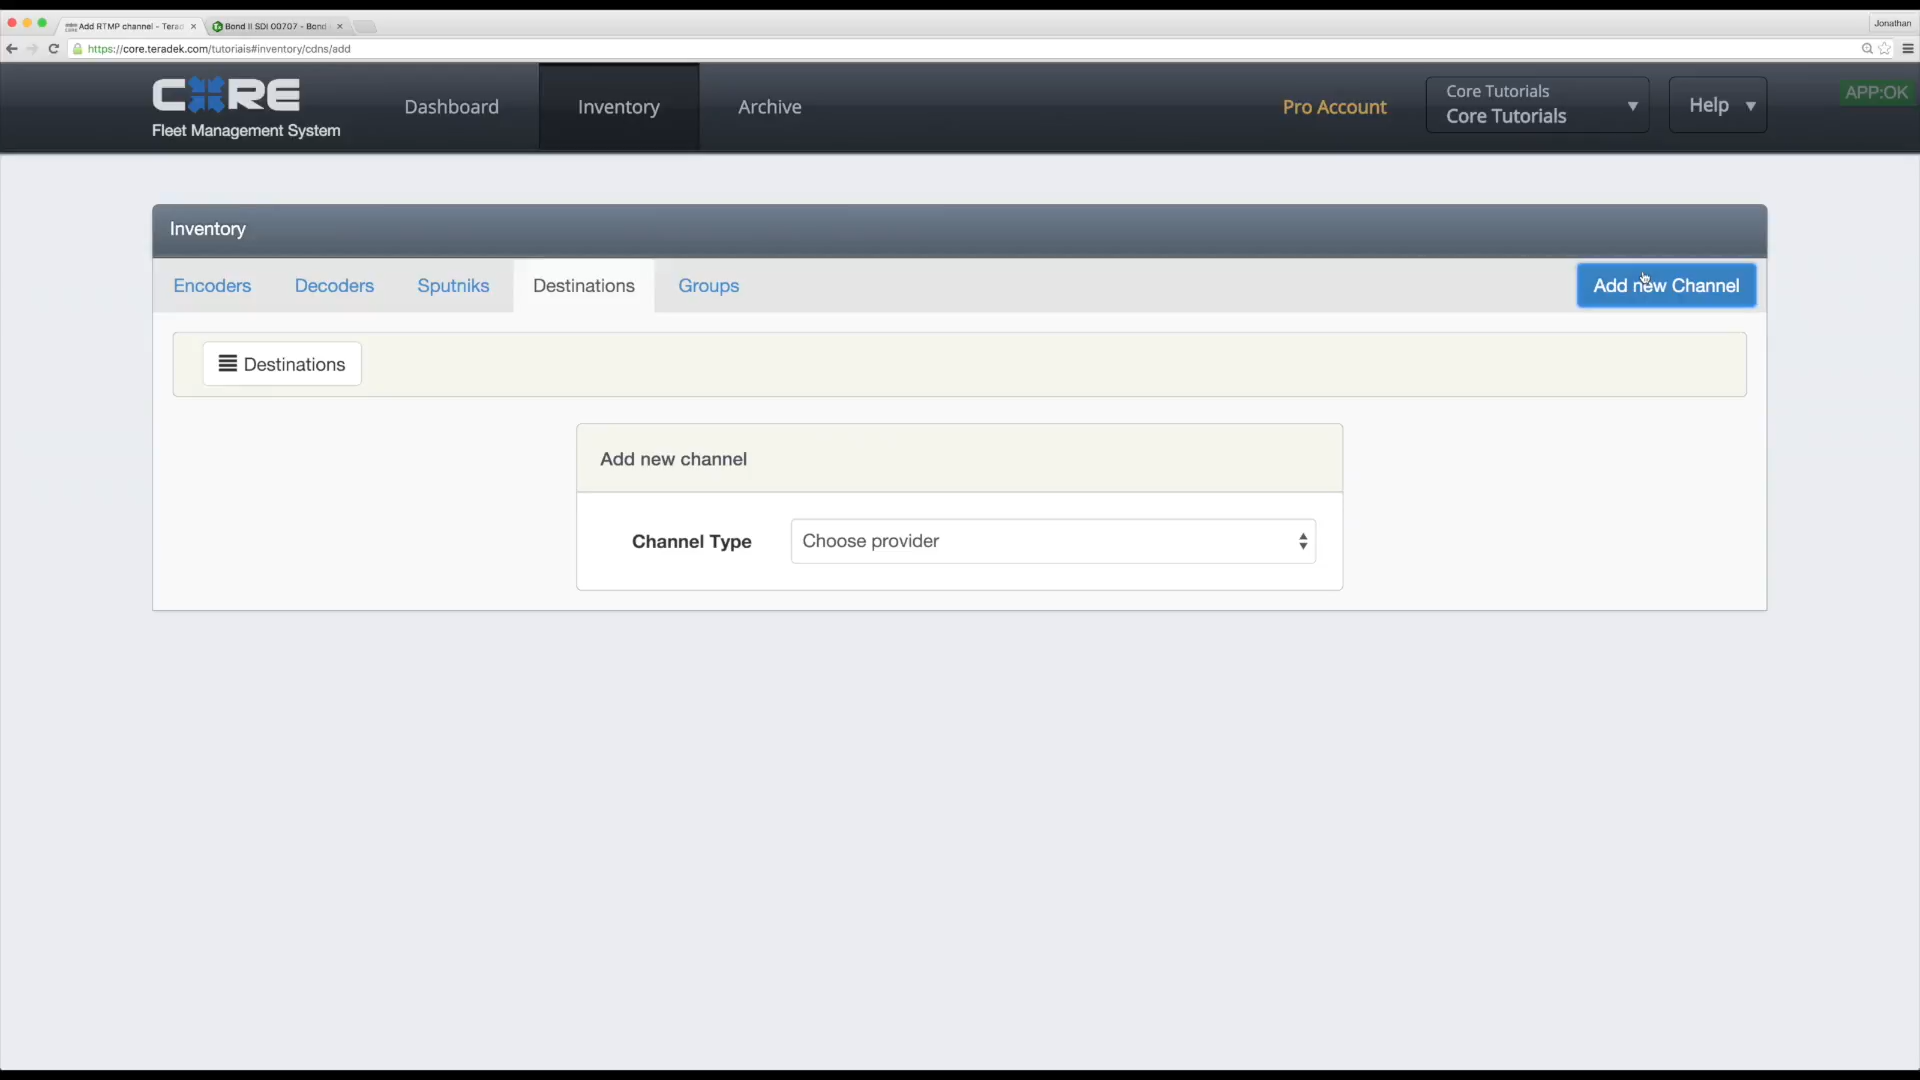 Add RTMP channel - Terad
Bond II SDI 00707 - Bond
Jonathan
https://core.teradek.com/tutorials#inventory/cdns/add
CORE
Fleet Management System
Dashboard
Inventory
Archive
Pro Account
Core Tutorials
Core Tutorials
Help
APP:OK
Inventory
Encoders
Decoders
Sputniks
Destinations
Groups
Add new Channel
Destinations
Add new channel
Channel Type
Choose provider